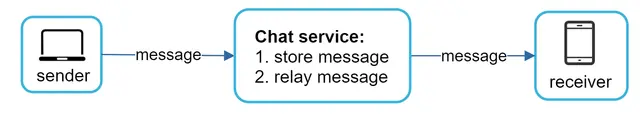 sender
message
Chat service:
1. store message
2. relay message
message
receiver